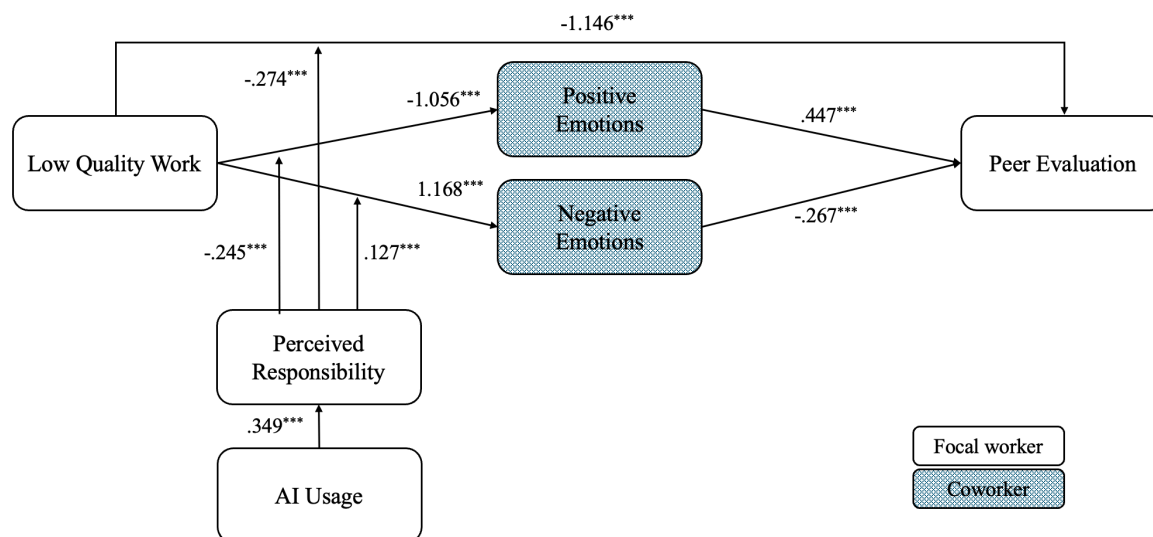 -1.146***
-.274***
Positive
Emotions
-1.056***
.447***
Low Quality Work
Peer Evaluation
1.168***
Negative
Emotions
-.267***
-.245***
.127***
Perceived
Responsibility
.349***
AI Usage
Focal worker
Coworker